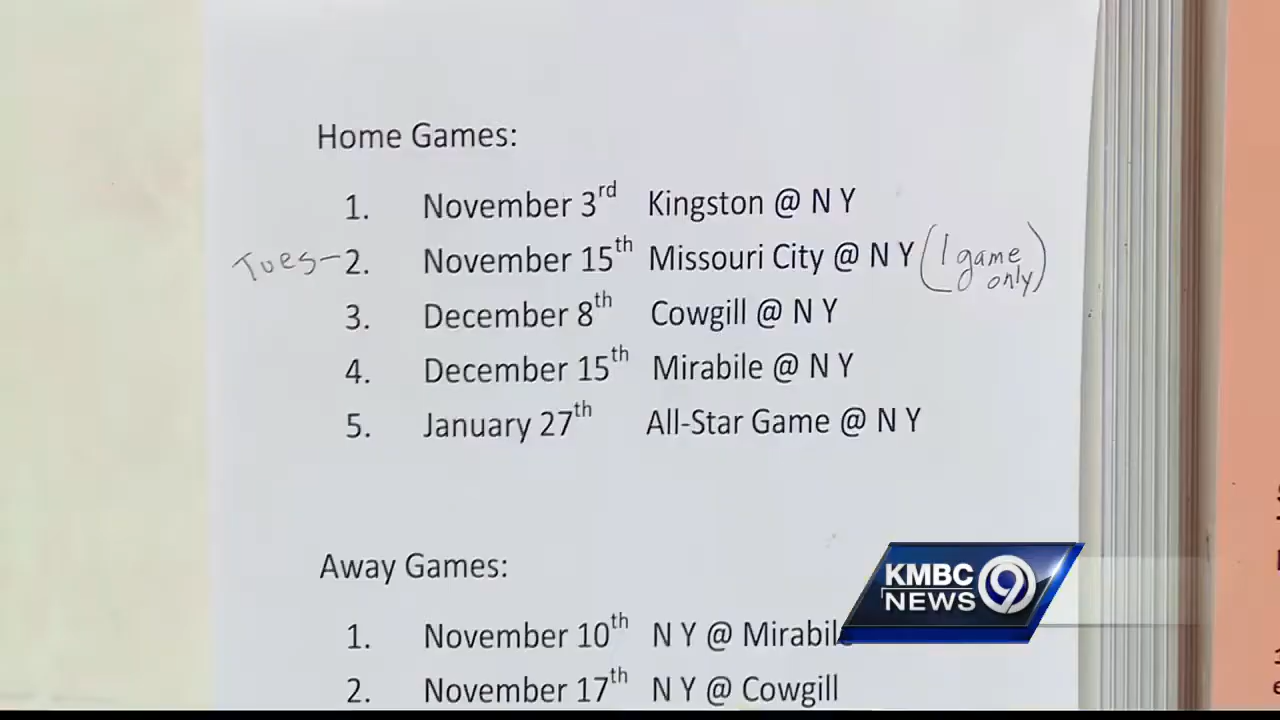 Home Games:
1. November 3rd Kingston @ N Y
Tues- 2. November 15th Missouri City @ N Y (1 game only)
3. December 8th Cowgill @ N Y
4. December 15th Mirabile @ N Y
5. January 27th All-Star Game @ N Y
Away Games:
1. November 10th N Y @ Mirabile
2. November 17th N Y @ Cowgill
KMBC 9
NEWS